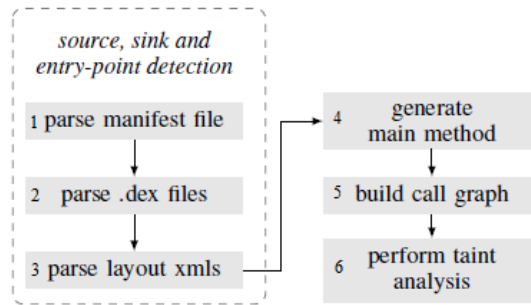 source, sink and
entry-point detection
1 parse manifest file
2 parse .dex files
3 parse layout xmls
4 generate
main method
5 build call graph
6 perform taint
analysis